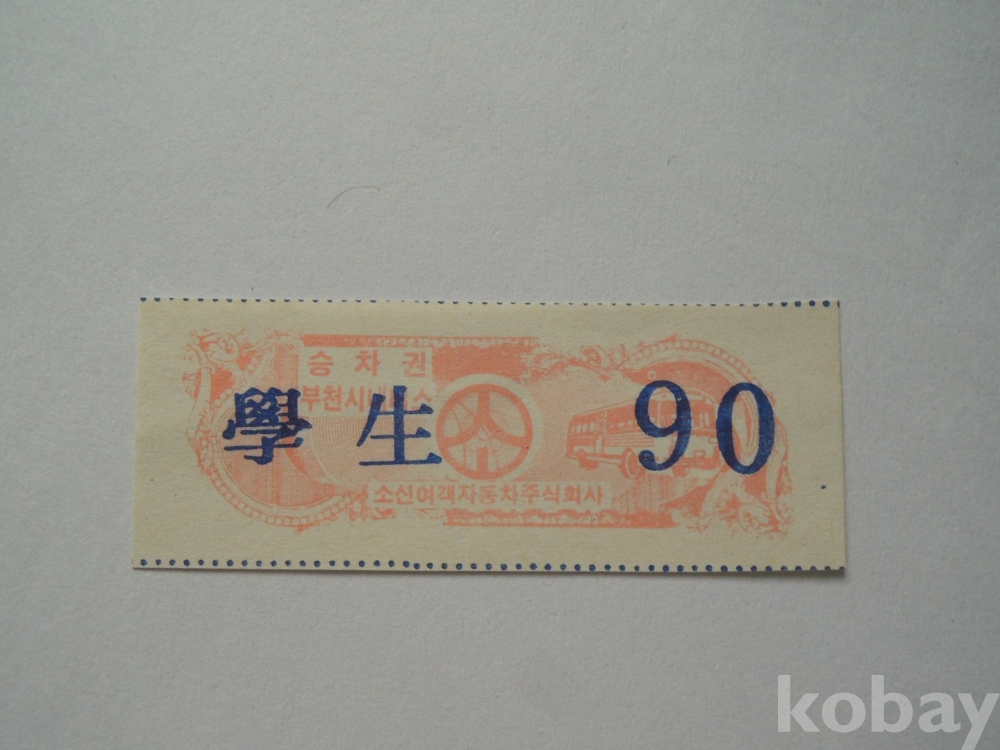 승차권
부천시내버스
學生 90
소신여객자동차주식회사
kobay